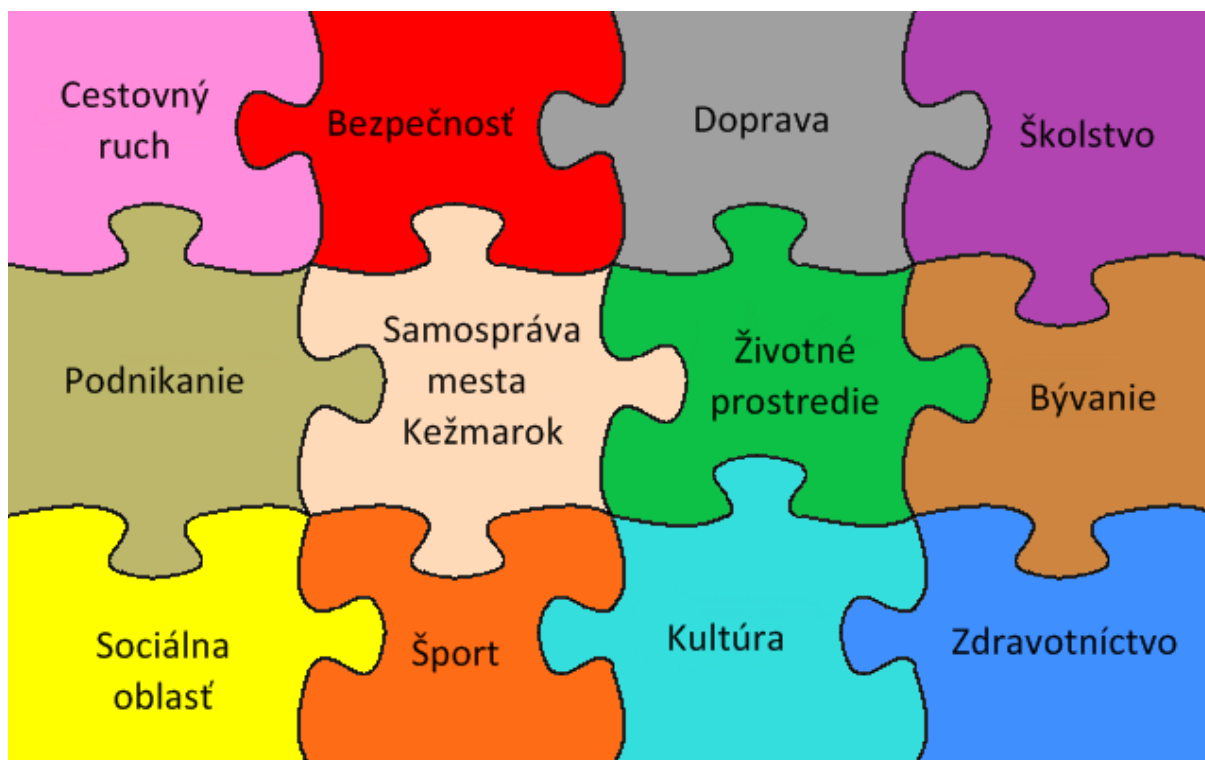 Cestovný
ruch
Bezpečnosť
Doprava
Školstvo
Podnikanie
Samospráva
mesta
Kežmarok
Životné
prostredie
Bývanie
Sociálna
oblasť
Šport
Kultúra
Zdravotníctvo